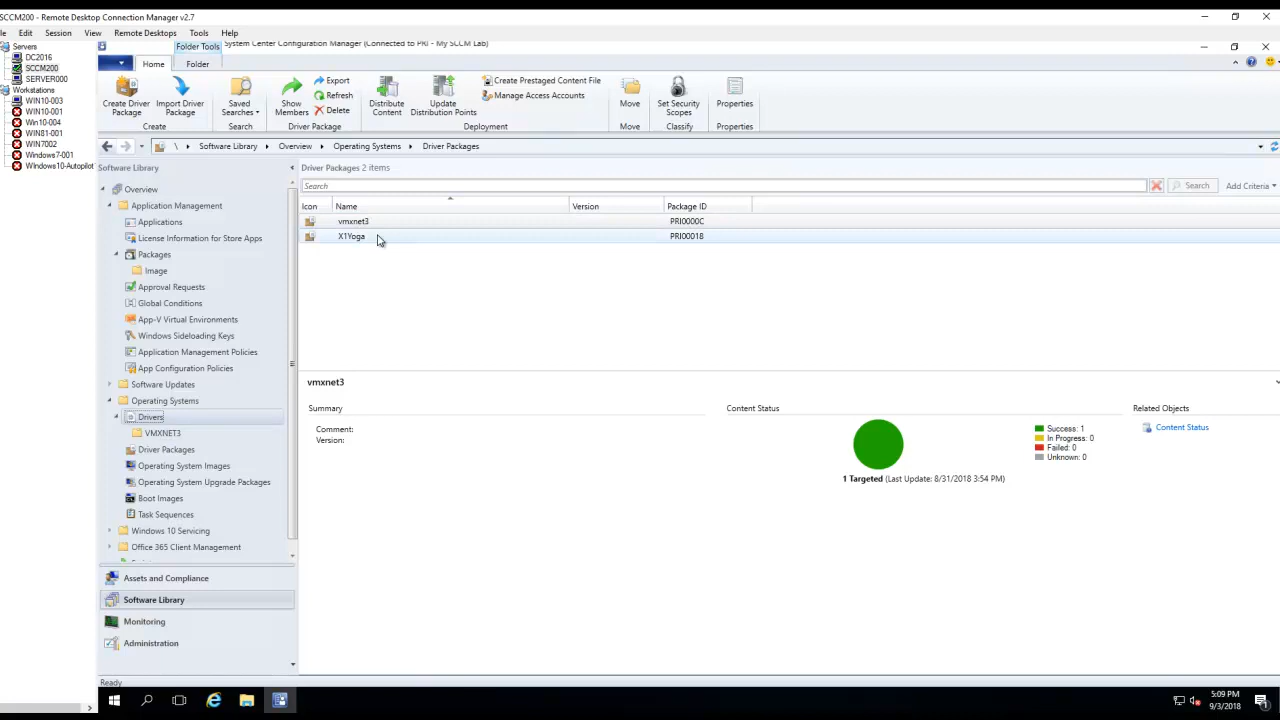 SCCM200 - Remote Desktop Connection Manager v2.7
le Edit Session View Remote Desktops Tools Help
Servers
DC2016
SCCM200
SERVER000
Workstations
WIN10-003
WIN10-001
Win10-004
WIN81-001
WIN7002
Windows7-001
Windows10-Autopilot
Folder Tools
System Center Configuration Manager (Connected to PRI - My SCCM Lab)
Home Folder
Create Driver Package
Import Driver Package
Create
Saved Searches
Search
Show Members
Export
Refresh
Delete
Driver Package
Distribute Content
Update Distribution Points
Create Prestaged Content File
Manage Access Accounts
Deployment
Move
Move
Set Security Scopes
Classify
Properties
Properties
\ Software Library Overview Operating Systems Driver Packages
Software Library
Overview
Application Management
Applications
License Information for Store Apps
Packages
Image
Approval Requests
Global Conditions
App-V Virtual Environments
Windows Sideloading Keys
Application Management Policies
App Configuration Policies
Software Updates
Operating Systems
Drivers
VMXNET3
Driver Packages
Operating System Images
Operating System Upgrade Packages
Boot Images
Task Sequences
Windows 10 Servicing
Office 365 Client Management
Assets and Compliance
Software Library
Monitoring
Administration
Driver Packages 2 items
Search Search Add Criteria
Icon Name Version Package ID
vmxnet3 PRI0000C
X1Yoga PRI00018
vmxnet3
Summary
Comment:
Version:
Content Status
Success: 1
In Progress: 0
Failed: 0
Unknown: 0
1 Targeted (Last Update: 8/31/2018 3:54 PM)
Related Objects
Content Status
Ready
5:09 PM
9/3/2018